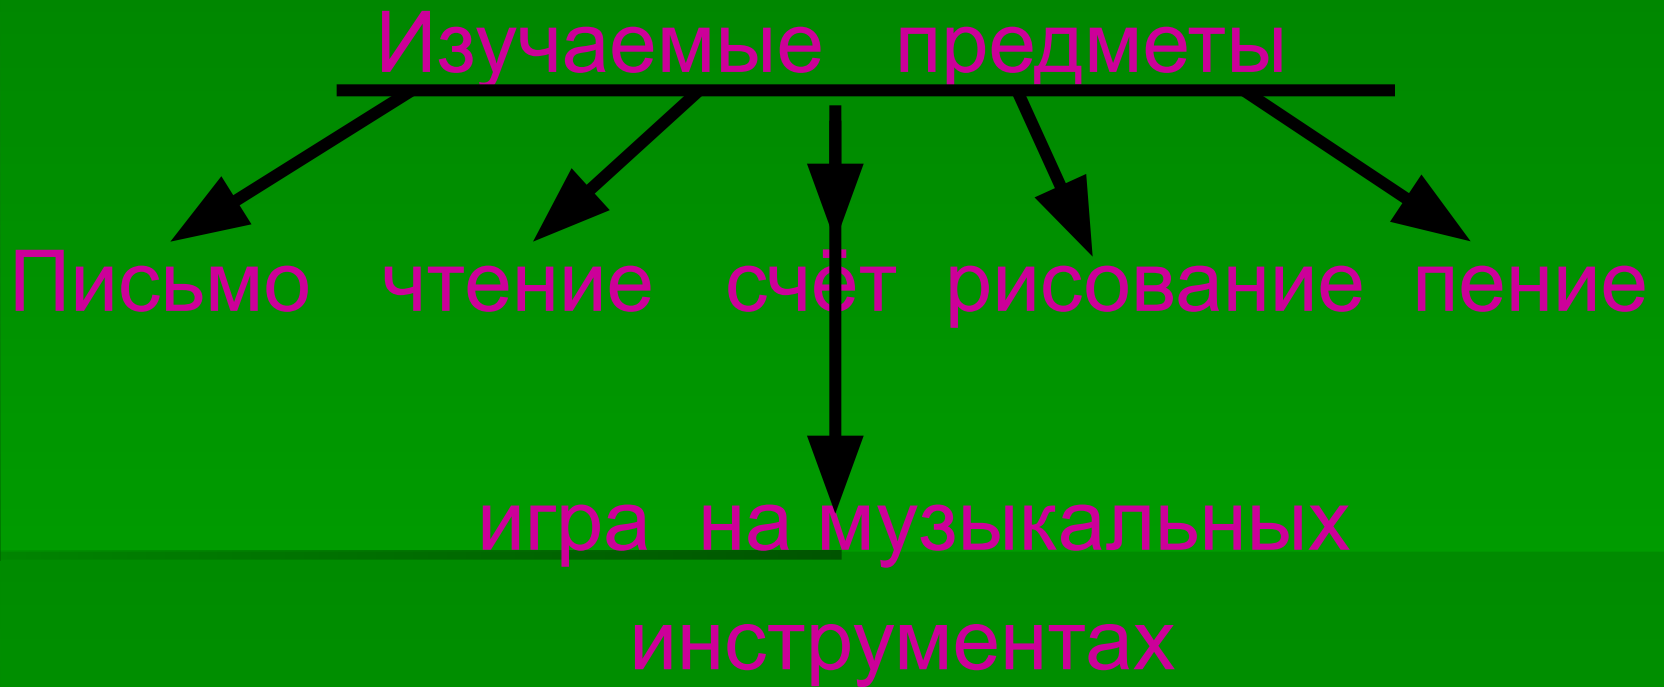 Изучаемые предметы
Письмо чтение счёт рисование пение
игра на музыкальных
инструментах